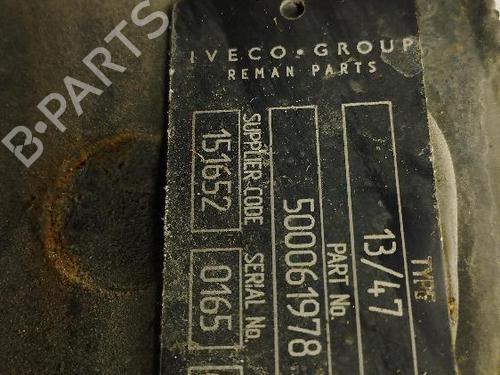 B-PARTS
IVECO•GROUP
REMAN PARTS
TYPE
13/47
PART No.
500061978
SUPPLIER CODE
151652
SERIAL No.
0165